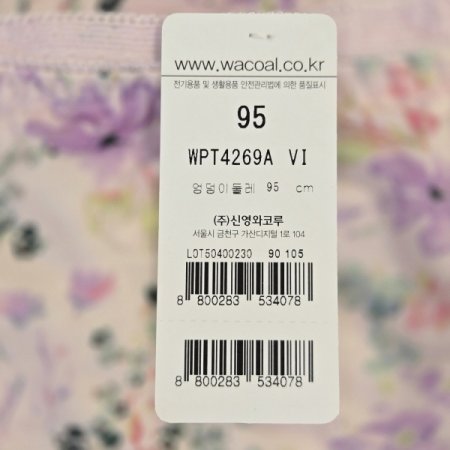 www.wacoal.co.kr
전기용품 및 생활용품 안전관리법에 의한 품질표시
95
WPT4269A VI
엉덩이둘레 95 cm
(주)신영와코루
서울시 금천구 가산디지털 1로 104
LOT50400230 90 105
8 800283 534078
8 800283 534078